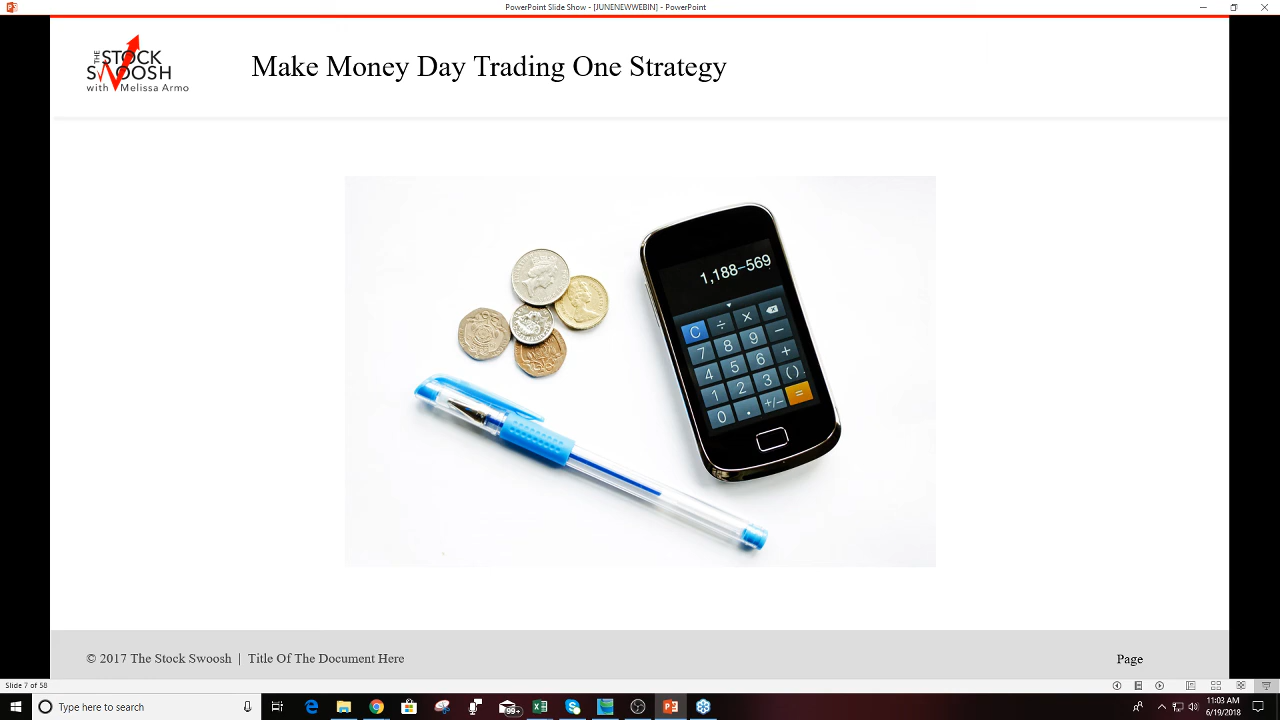 PowerPoint Slide Show - [JUNENEWWEBIN] - PowerPoint
THE STOCK SWOOSH
with Melissa Armo
Make Money Day Trading One Strategy
1,188-569
C ÷ ×
7 8 9 −
4 5 6 +
1 2 3 ( )
0 . +/− =
© 2017 The Stock Swoosh | Title Of The Document Here
Page
Slide 7 of 58
Type here to search
99+
11:03 AM
6/19/2018